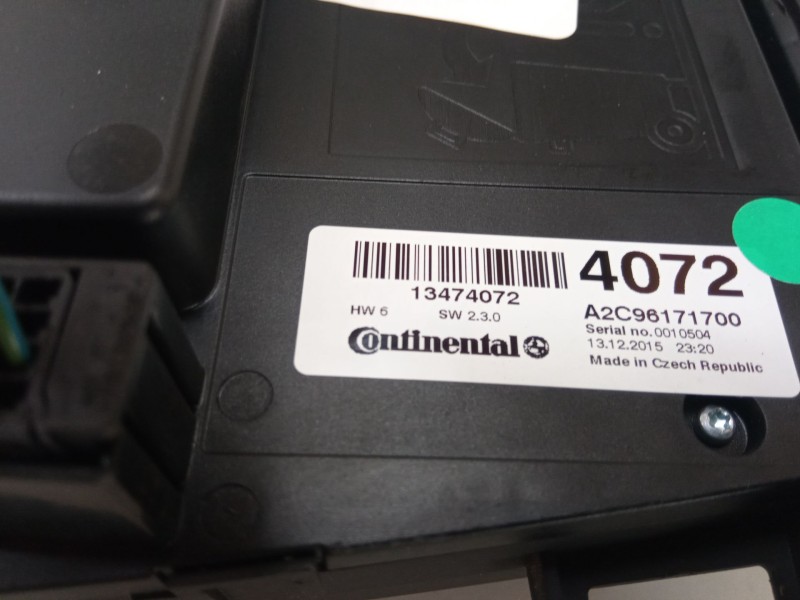 4072
13474072
HW 6 SW 2.3.0
A2C96171700
Serial no.0010504
13.12.2015 23:20
Continental
Made in Czech Republic